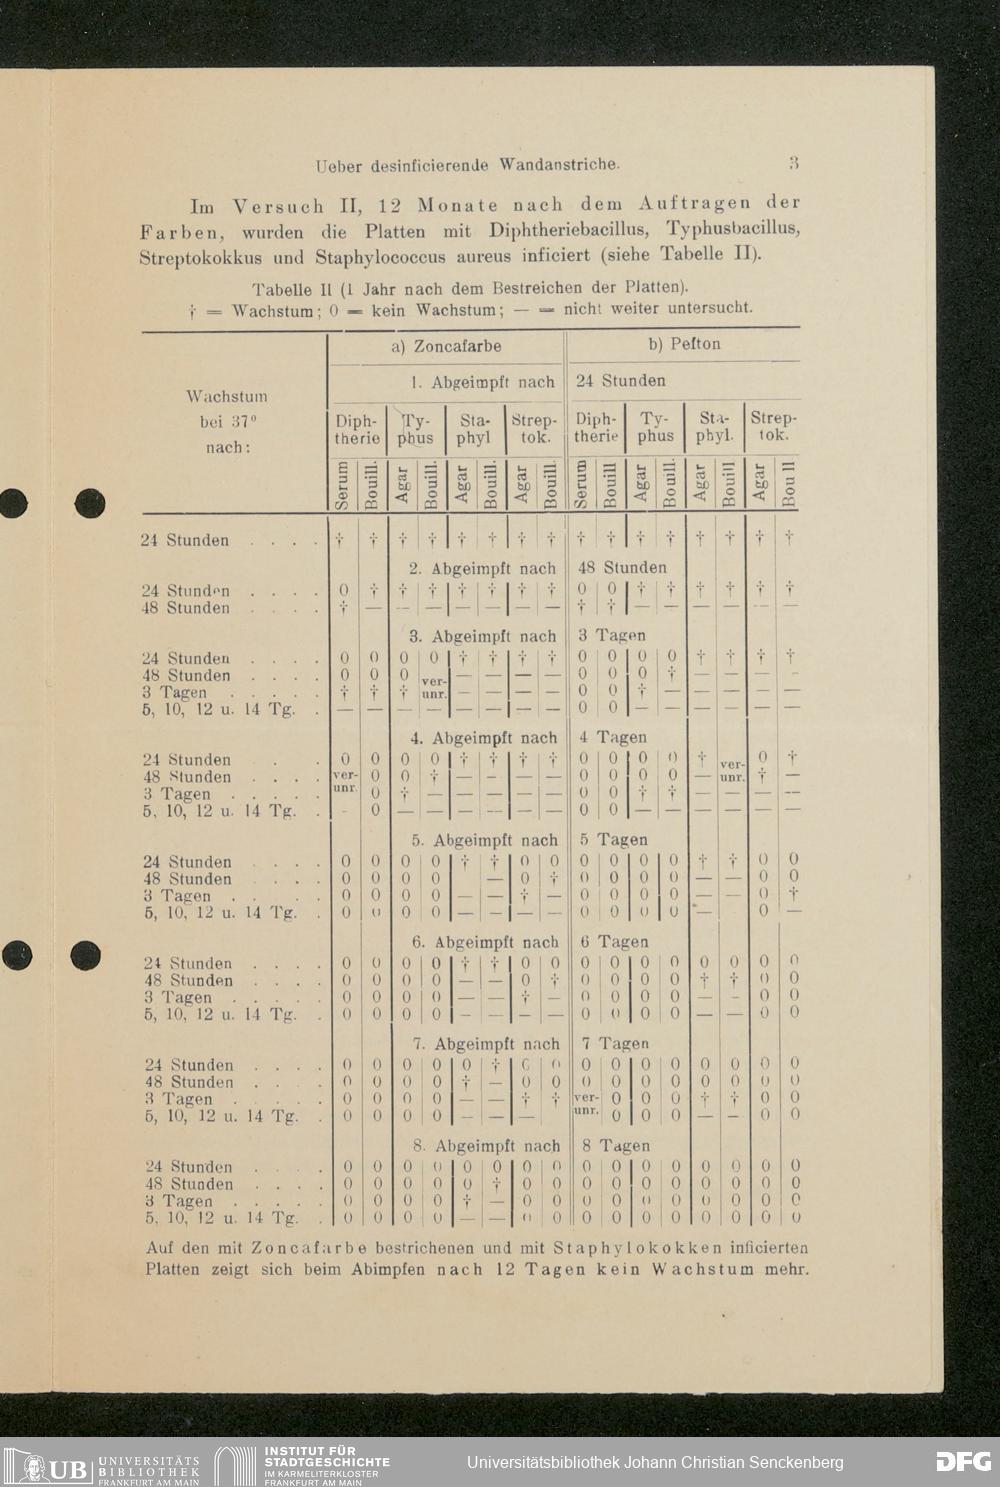 Ueber desinficierende Wandanstriche. 3
Im Versuch II, 12 Monate nach dem Auftragen der
Farben, wurden die Platten mit Diphtheriebacillus, Typhusbacillus,
Streptokokkus und Staphylococcus aureus inficiert (siehe Tabelle II).
Tabelle II (1 Jahr nach dem Bestreichen der Platten).
† = Wachstum; 0 = kein Wachstum; — = nicht weiter untersucht.
Wachstum bei 37° nach:
a) Zoncafarbe b) Pefton
1. Abgeimpft nach 24 Stunden
Diph-therie Ty-phus Sta-phyl Strep-tok. Diph-therie Ty-phus Sta-phyl. Strep-tok.
Serum Bouill. Agar Bouill. Agar Bouill. Agar Bouill. Serum Bouill Agar Bouill. Agar Bouill Agar Bouill
24 Stunden . . . . † † † † † † † † † † † † † † † †
2. Abgeimpft nach 48 Stunden
24 Stunden . . . . 0 † † † † † † † 0 0 † † † † † †
48 Stunden . . . . † — — — — — — — † † — — — — — —
3. Abgeimpft nach 3 Tagen
24 Stunden . . . . 0 0 0 0 † † † † 0 0 0 0 † † † †
48 Stunden . . . . 0 0 0 ver-unr. — — — — 0 0 0 † — — — —
3 Tagen . . . . . † † † — — — — 0 0 † — — — — —
5, 10, 12 u. 14 Tg. . — — — — — — — — 0 0 — — — — — —
4. Abgeimpft nach 4 Tagen
24 Stunden . . 0 0 0 0 † † † † 0 0 0 0 † ver-unr. 0 †
48 Stunden . . . . ver-unr. 0 0 † — — — — 0 0 0 0 — † —
3 Tagen . . . . . 0 † — — — — — 0 0 † † — — — —
5, 10, 12 u. 14 Tg. . - 0 — — — — — — 0 0 — — — — — —
5. Abgeimpft nach 5 Tagen
24 Stunden . . . . 0 0 0 0 † † 0 0 0 0 0 0 † † 0 0
48 Stunden . . . 0 0 0 0 — 0 † 0 0 0 0 — — 0 0
3 Tagen . . . . 0 0 0 0 — — † — 0 0 0 0 — — 0 †
5, 10, 12 u. 14 Tg. . 0 0 0 0 — — — — 0 0 0 0 — 0 —
6. Abgeimpft nach 6 Tagen
24 Stunden . . . . 0 0 0 0 † † 0 0 0 0 0 0 0 0 0 0
48 Stunden . . . . 0 0 0 0 — — 0 † 0 0 0 0 † † 0 0
3 Tagen . . . . . 0 0 0 0 — — † — 0 0 0 0 — — 0 0
5, 10, 12 u. 14 Tg. . 0 0 0 0 — — — — 0 0 0 0 — — 0 0
7. Abgeimpft nach 7 Tagen
24 Stunden . . . . 0 0 0 0 0 † 0 0 0 0 0 0 0 0 0 0
48 Stunden . . . 0 0 0 0 † — 0 0 0 0 0 0 0 0 0 0
3 Tagen . . . . . 0 0 0 0 — — † † ver-unr. 0 0 0 † † 0 0
5, 10, 12 u. 14 Tg. . 0 0 0 0 — — — 0 0 0 — — 0 0
8. Abgeimpft nach 8 Tagen
24 Stunden . . . . 0 0 0 0 0 0 0 0 0 0 0 0 0 0 0 0
48 Stunden . . . . 0 0 0 0 0 † 0 0 0 0 0 0 0 0 0 0
3 Tagen . . . . . 0 0 0 0 † — 0 0 0 0 0 0 0 0 0 0
5, 10, 12 u. 14 Tg. . 0 0 0 0 — — 0 0 0 0 0 0 0 0 0 0
Auf den mit Zoncafarbe bestrichenen und mit Staphylokokken inficierten
Platten zeigt sich beim Abimpfen nach 12 Tagen kein Wachstum mehr.
UB UNIVERSITÄTS
BIBLIOTHEK
FRANKFURT AM MAIN
INSTITUT FÜR
STADTGESCHICHTE
IM KARMELITERKLOSTER
FRANKFURT AM MAIN
Universitätsbibliothek Johann Christian Senckenberg
DFG